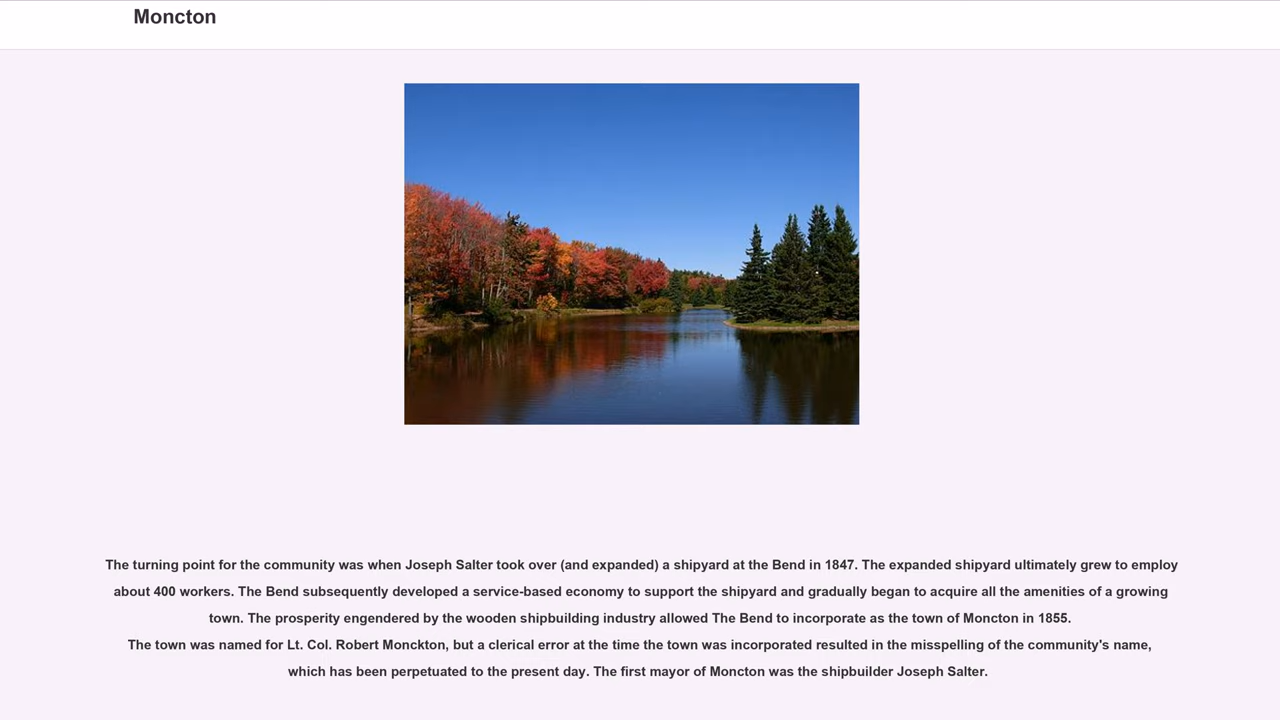 Moncton
The turning point for the community was when Joseph Salter took over (and expanded) a shipyard at the Bend in 1847. The expanded shipyard ultimately grew to employ
about 400 workers. The Bend subsequently developed a service-based economy to support the shipyard and gradually began to acquire all the amenities of a growing
town. The prosperity engendered by the wooden shipbuilding industry allowed The Bend to incorporate as the town of Moncton in 1855.
The town was named for Lt. Col. Robert Monckton, but a clerical error at the time the town was incorporated resulted in the misspelling of the community's name,
which has been perpetuated to the present day. The first mayor of Moncton was the shipbuilder Joseph Salter.